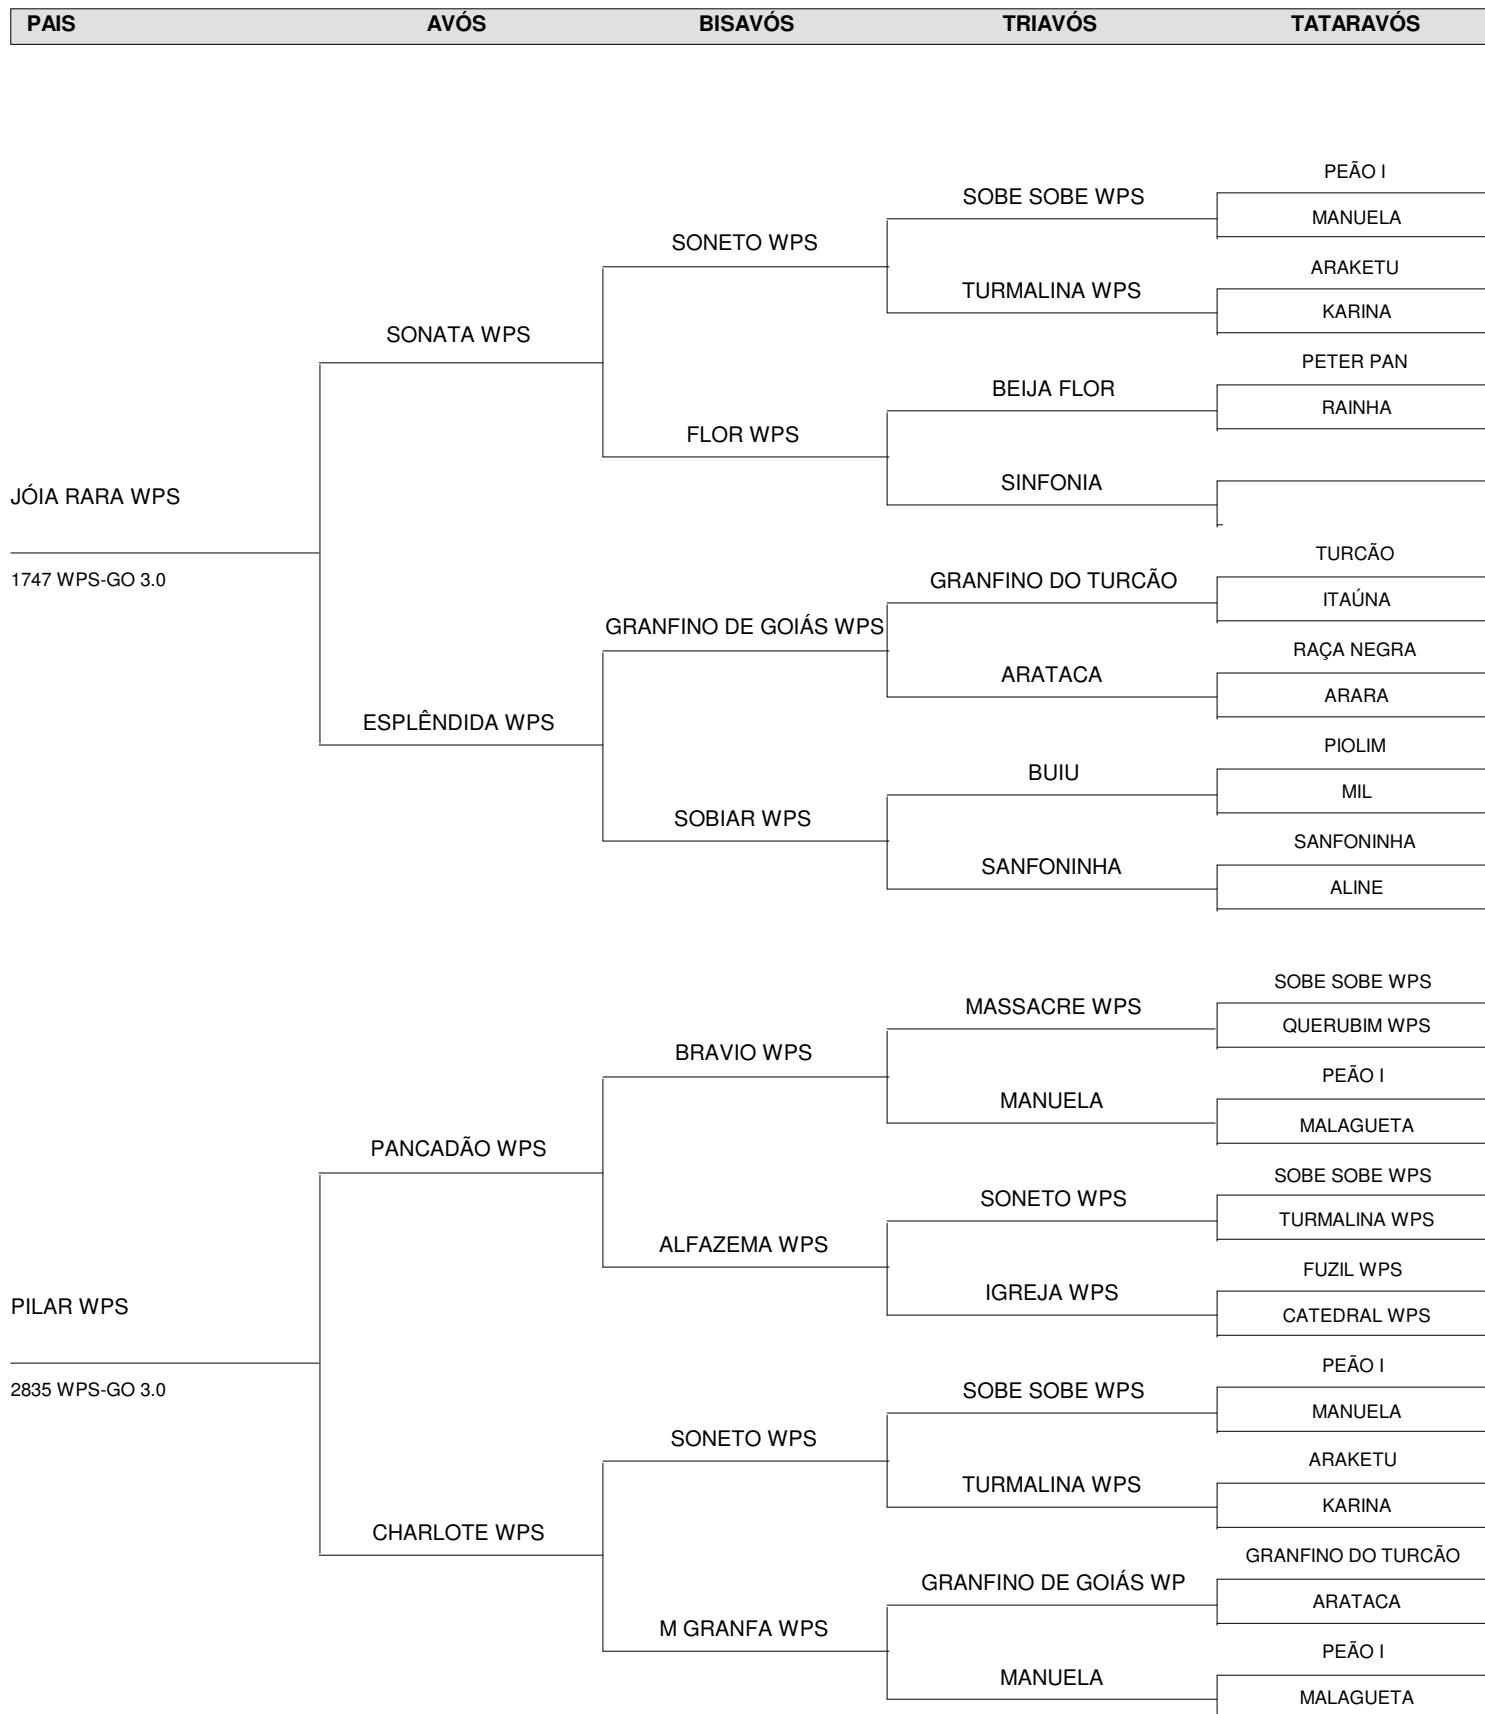 PAIS AVÓS BISAVÓS TRIAVÓS TATARAVÓS
PEÃO I
SOBE SOBE WPS
MANUELA
SONETO WPS
ARAKETU
TURMALINA WPS
KARINA
SONATA WPS
PETER PAN
BEIJA FLOR
RAINHA
FLOR WPS
SINFONIA
JÓIA RARA WPS
TURCÃO
1747 WPS-GO 3.0
GRANFINO DO TURCÃO
ITAÚNA
GRANFINO DE GOIÁS WPS
RAÇA NEGRA
ARATACA
ARARA
ESPLÊNDIDA WPS
PIOLIM
BUIU
MIL
SOBIAR WPS
SANFONINHA
SANFONINHA
ALINE
SOBE SOBE WPS
MASSACRE WPS
QUERUBIM WPS
BRAVIO WPS
PEÃO I
MANUELA
MALAGUETA
PANCADÃO WPS
SOBE SOBE WPS
SONETO WPS
TURMALINA WPS
ALFAZEMA WPS
FUZIL WPS
IGREJA WPS
PILAR WPS
CATEDRAL WPS
PEÃO I
2835 WPS-GO 3.0
SOBE SOBE WPS
MANUELA
SONETO WPS
ARAKETU
TURMALINA WPS
KARINA
CHARLOTE WPS
GRANFINO DO TURCÃO
GRANFINO DE GOIÁS WP
ARATACA
M GRANFA WPS
PEÃO I
MANUELA
MALAGUETA